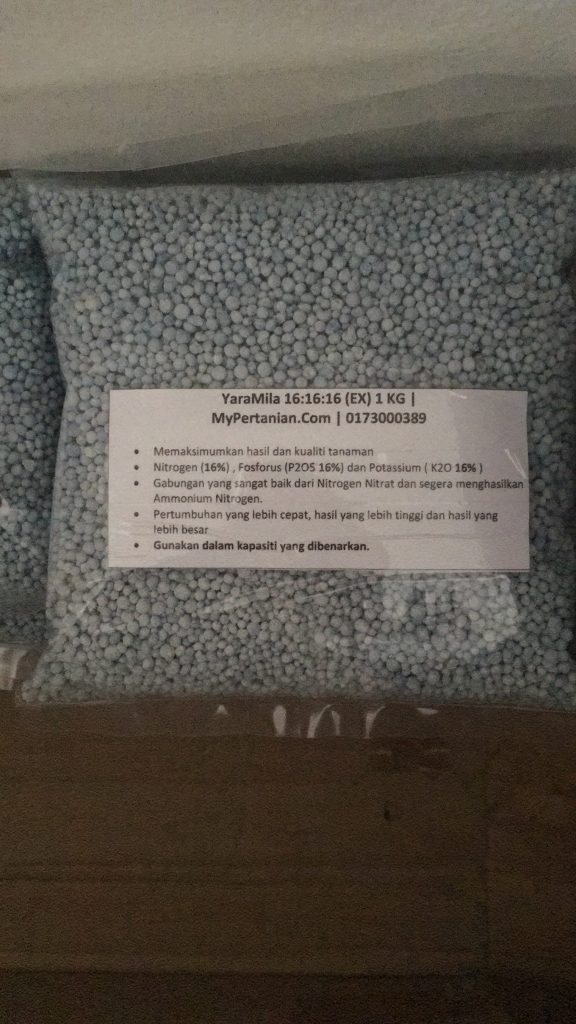 YaraMila 16:16:16 (EX) 1 KG |
MyPertanian.Com | 0173000389
• Memaksimumkan hasil dan kualiti tanaman
• Nitrogen (16%) , Fosforus (P2O5 16%) dan Potassium ( K2O 16% )
• Gabungan yang sangat baik dari Nitrogen Nitrat dan segera menghasilkan
Ammonium Nitrogen.
• Pertumbuhan yang lebih cepat, hasil yang lebih tinggi dan hasil yang
lebih besar
• Gunakan dalam kapasiti yang dibenarkan.